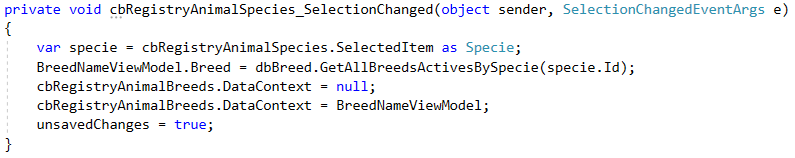 private void cbRegistryAnimalSpecies_SelectionChanged(object sender, SelectionChangedEventArgs e)
{
    var specie = cbRegistryAnimalSpecies.SelectedItem as Specie;
    BreedNameViewModel.Breed = dbBreed.GetAllBreedsActivesBySpecie(specie.Id);
    cbRegistryAnimalBreeds.DataContext = null;
    cbRegistryAnimalBreeds.DataContext = BreedNameViewModel;
    unsavedChanges = true;
}